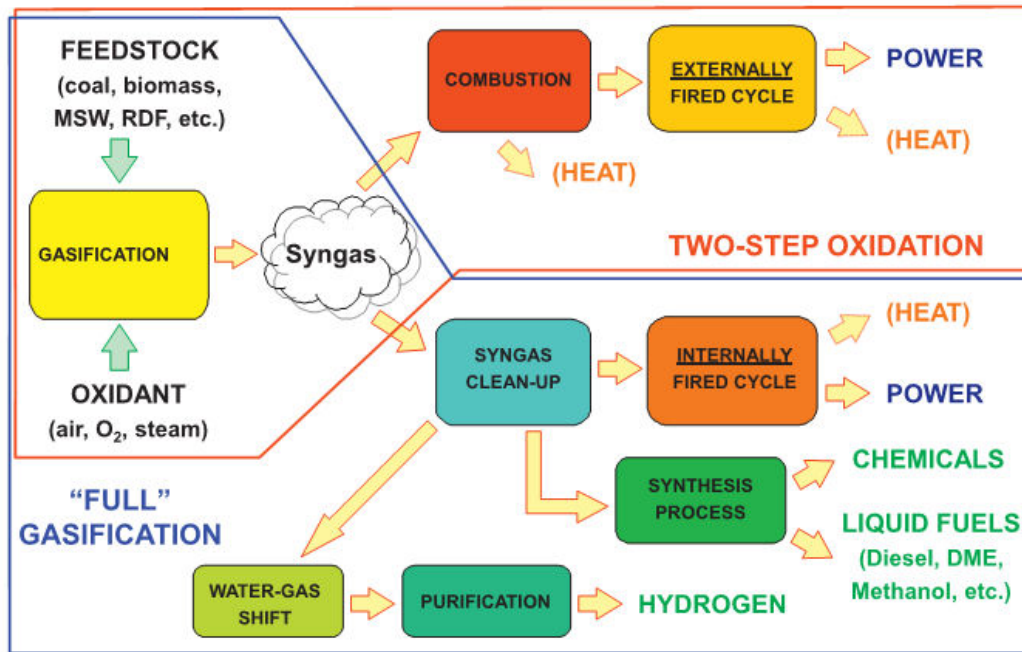 FEEDSTOCK
(coal, biomass,
MSW, RDF, etc.)
GASIFICATION
OXIDANT
(air, O₂, steam)
Syngas
COMBUSTION
(HEAT)
EXTERNALLY
FIRED CYCLE
POWER
(HEAT)
TWO-STEP OXIDATION
SYNGAS
CLEAN-UP
INTERNALLY
FIRED CYCLE
(HEAT)
POWER
"FULL"
GASIFICATION
SYNTHESIS
PROCESS
CHEMICALS
LIQUID FUELS
(Diesel, DME,
Methanol, etc.)
WATER-GAS
SHIFT
PURIFICATION
HYDROGEN